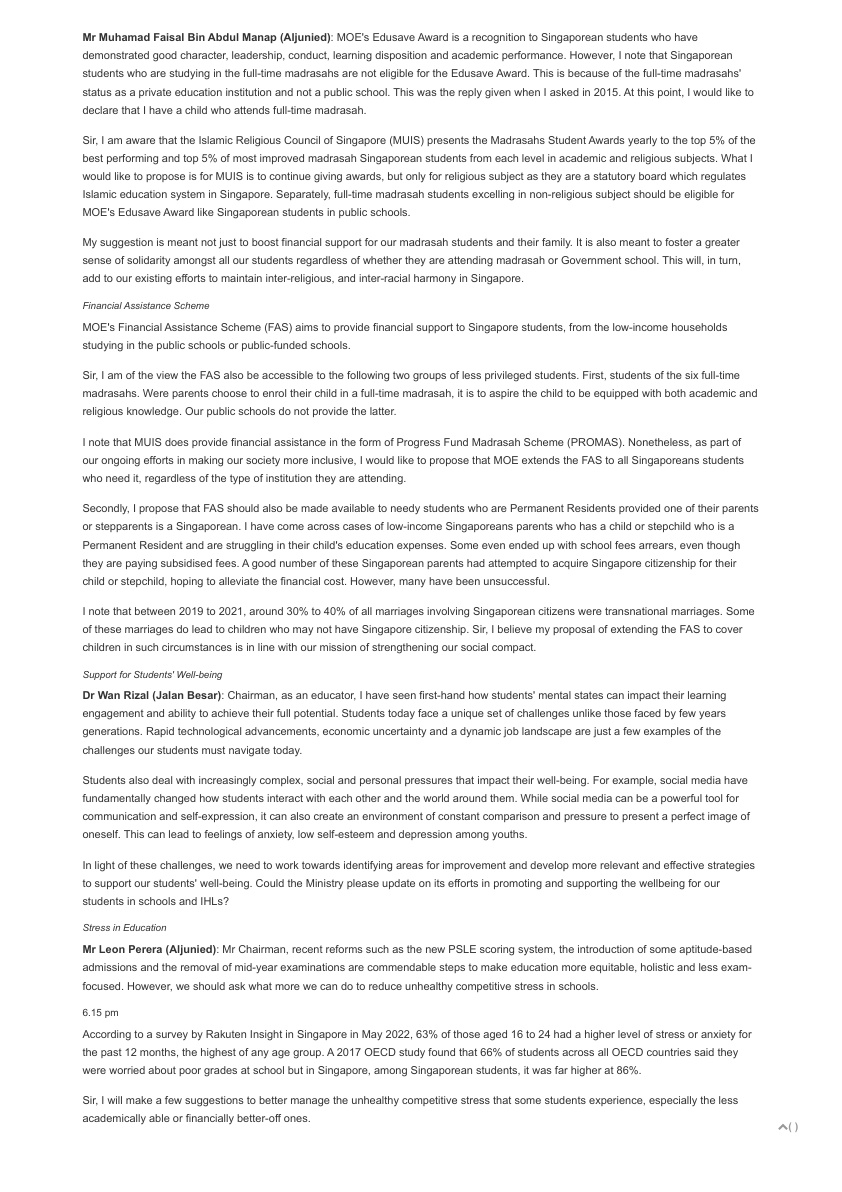 Mr Muhamad Faisal Bin Abdul Manap (Aljunied): MOE's Edusave Award is a recognition to Singaporean students who have
demonstrated good character, leadership, conduct, learning disposition and academic performance. However, I note that Singaporean
students who are studying in the full-time madrasahs are not eligible for the Edusave Award. This is because of the full-time madrasahs'
status as a private education institution and not a public school. This was the reply given when I asked in 2015. At this point, I would like to
declare that I have a child who attends full-time madrasah.
Sir, I am aware that the Islamic Religious Council of Singapore (MUIS) presents the Madrasahs Student Awards yearly to the top 5% of the
best performing and top 5% of most improved madrasah Singaporean students from each level in academic and religious subjects. What I
would like to propose is for MUIS is to continue giving awards, but only for religious subject as they are a statutory board which regulates
Islamic education system in Singapore. Separately, full-time madrasah students excelling in non-religious subject should be eligible for
MOE's Edusave Award like Singaporean students in public schools.
My suggestion is meant not just to boost financial support for our madrasah students and their family. It is also meant to foster a greater
sense of solidarity amongst all our students regardless of whether they are attending madrasah or Government school. This will, in turn,
add to our existing efforts to maintain inter-religious, and inter-racial harmony in Singapore.
Financial Assistance Scheme
MOE's Financial Assistance Scheme (FAS) aims to provide financial support to Singapore students, from the low-income households
studying in the public schools or public-funded schools.
Sir, I am of the view the FAS also be accessible to the following two groups of less privileged students. First, students of the six full-time
madrasahs. Were parents choose to enrol their child in a full-time madrasah, it is to aspire the child to be equipped with both academic and
religious knowledge. Our public schools do not provide the latter.
I note that MUIS does provide financial assistance in the form of Progress Fund Madrasah Scheme (PROMAS). Nonetheless, as part of
our ongoing efforts in making our society more inclusive, I would like to propose that MOE extends the FAS to all Singaporeans students
who need it, regardless of the type of institution they are attending.
Secondly, I propose that FAS should also be made available to needy students who are Permanent Residents provided one of their parents
or stepparents is a Singaporean. I have come across cases of low-income Singaporeans parents who has a child or stepchild who is a
Permanent Resident and are struggling in their child's education expenses. Some even ended up with school fees arrears, even though
they are paying subsidised fees. A good number of these Singaporean parents had attempted to acquire Singapore citizenship for their
child or stepchild, hoping to alleviate the financial cost. However, many have been unsuccessful.
I note that between 2019 to 2021, around 30% to 40% of all marriages involving Singaporean citizens were transnational marriages. Some
of these marriages do lead to children who may not have Singapore citizenship. Sir, I believe my proposal of extending the FAS to cover
children in such circumstances is in line with our mission of strengthening our social compact.
Support for Students' Well-being
Dr Wan Rizal (Jalan Besar): Chairman, as an educator, I have seen first-hand how students' mental states can impact their learning
engagement and ability to achieve their full potential. Students today face a unique set of challenges unlike those faced by few years
generations. Rapid technological advancements, economic uncertainty and a dynamic job landscape are just a few examples of the
challenges our students must navigate today.
Students also deal with increasingly complex, social and personal pressures that impact their well-being. For example, social media have
fundamentally changed how students interact with each other and the world around them. While social media can be a powerful tool for
communication and self-expression, it can also create an environment of constant comparison and pressure to present a perfect image of
oneself. This can lead to feelings of anxiety, low self-esteem and depression among youths.
In light of these challenges, we need to work towards identifying areas for improvement and develop more relevant and effective strategies
to support our students' well-being. Could the Ministry please update on its efforts in promoting and supporting the wellbeing for our
students in schools and IHLs?
Stress in Education
Mr Leon Perera (Aljunied): Mr Chairman, recent reforms such as the new PSLE scoring system, the introduction of some aptitude-based
admissions and the removal of mid-year examinations are commendable steps to make education more equitable, holistic and less exam-
focused. However, we should ask what more we can do to reduce unhealthy competitive stress in schools.
6.15 pm
According to a survey by Rakuten Insight in Singapore in May 2022, 63% of those aged 16 to 24 had a higher level of stress or anxiety for
the past 12 months, the highest of any age group. A 2017 OECD study found that 66% of students across all OECD countries said they
were worried about poor grades at school but in Singapore, among Singaporean students, it was far higher at 86%.
Sir, I will make a few suggestions to better manage the unhealthy competitive stress that some students experience, especially the less
academically able or financially better-off ones.
( )